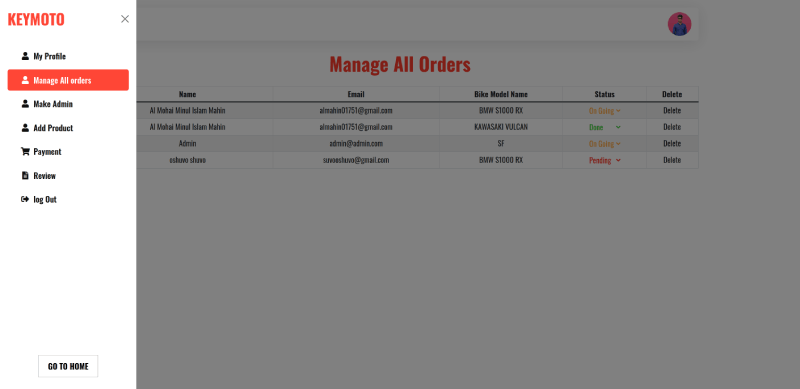 KEYMOTO
My Profile
Manage All orders
Make Admin
Add Product
Payment
Review
log Out
GO TO HOME
Manage All Orders
Name Email Bike Model Name Status Delete
Al Mohai Minul Islam Mahin almahin01751@gmail.com BMW S1000 RX On Going Delete
Al Mohai Minul Islam Mahin almahin01751@gmail.com KAWASAKI VULCAN Done Delete
Admin admin@admin.com SF On Going Delete
oshuvo shuvo suvooshuvo@gmail.com BMW S1000 RX Pending Delete